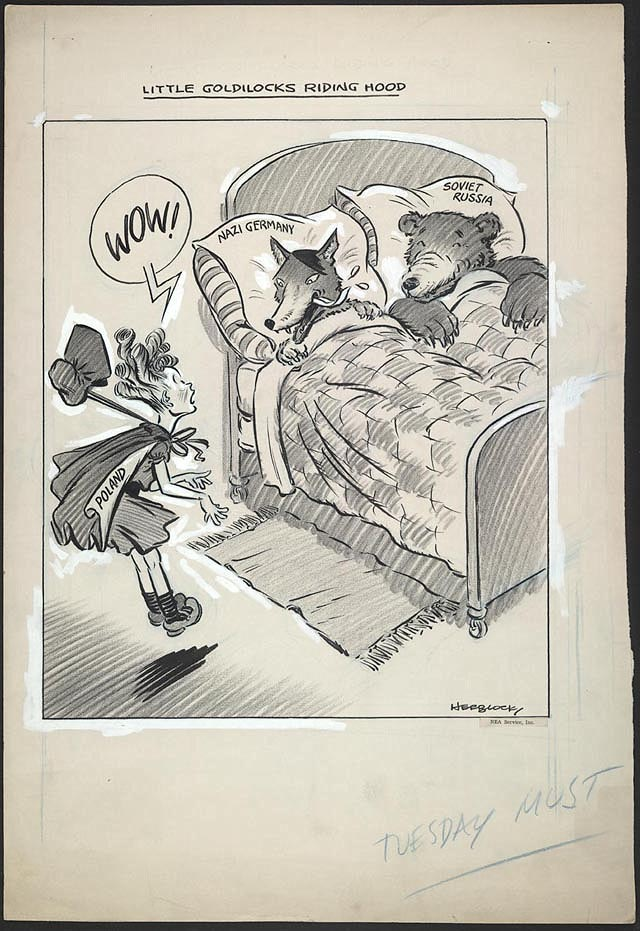 LITTLE GOLDILOCKS RIDING HOOD
WOW!
NAZI GERMANY
SOVIET
RUSSIA
POLAND
HERBLOCK
NEA Service, Inc.
TUESDAY MUST